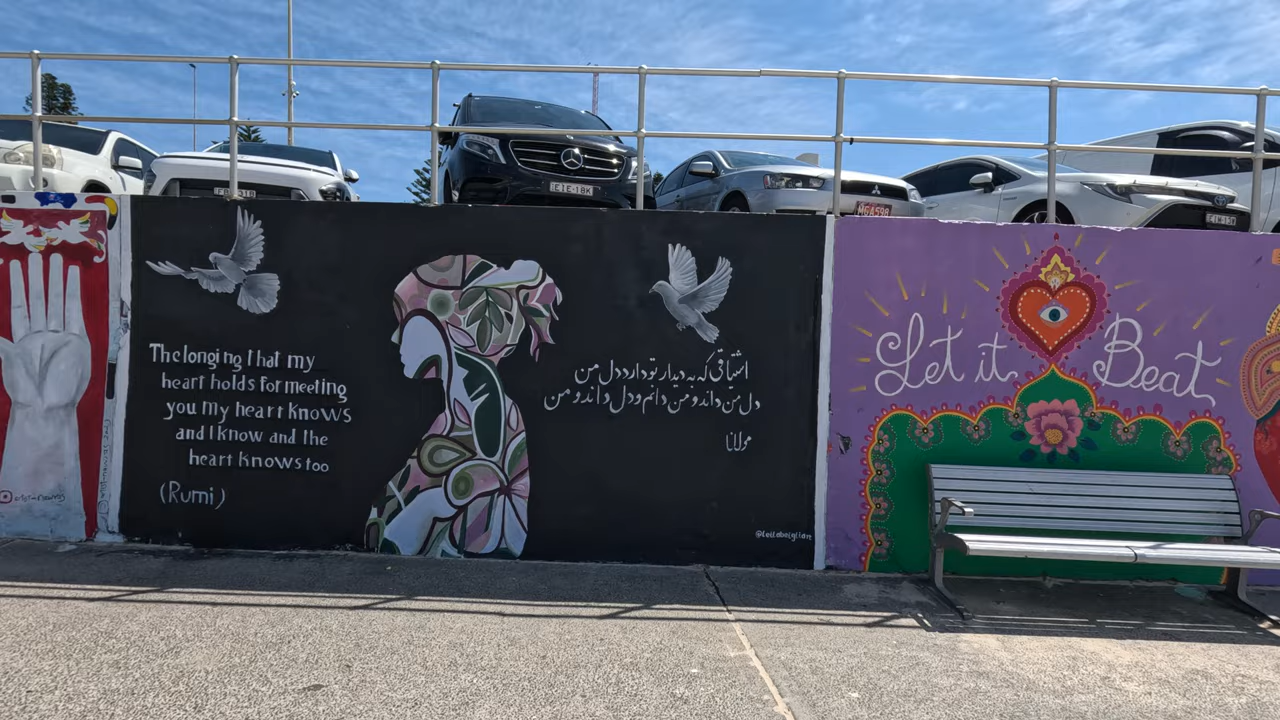 The longing that my
heart holds for meeting
you my heart knows
and I know and the
heart knows too
(Rumi)
اشتیاقی که به دیدار تو دارد دل من
دل من داند و من دانم و دل داند و من
مولانا
Let it Beat
EIE-18K